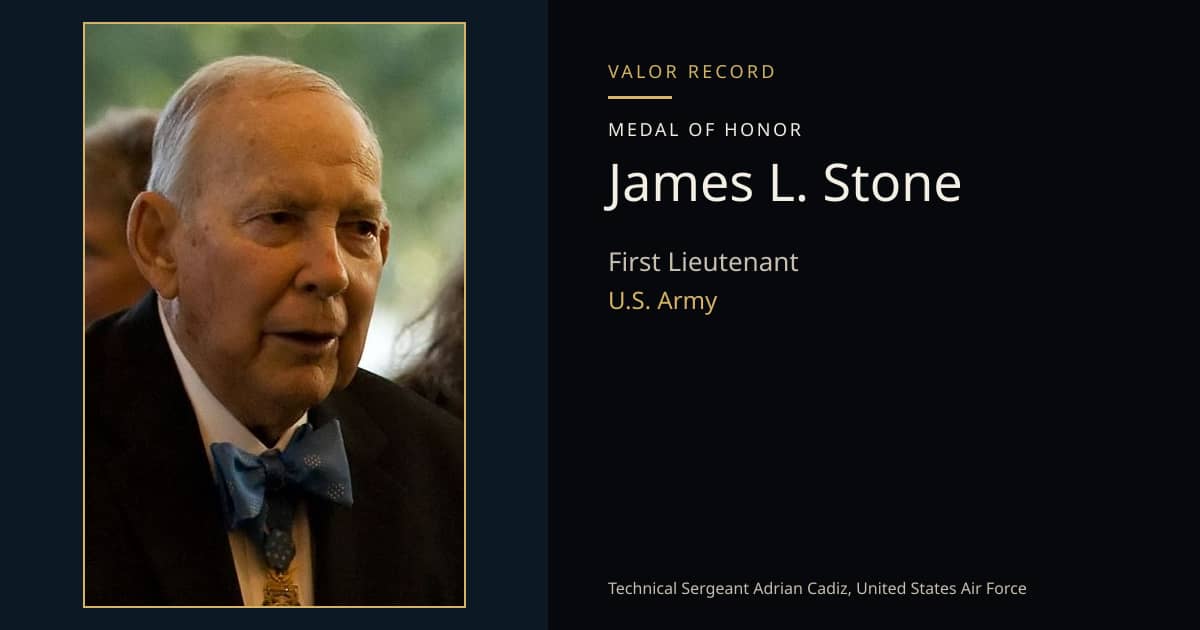 VALOR RECORD
MEDAL OF HONOR
James L. Stone
First Lieutenant
U.S. Army
Technical Sergeant Adrian Cadiz, United States Air Force